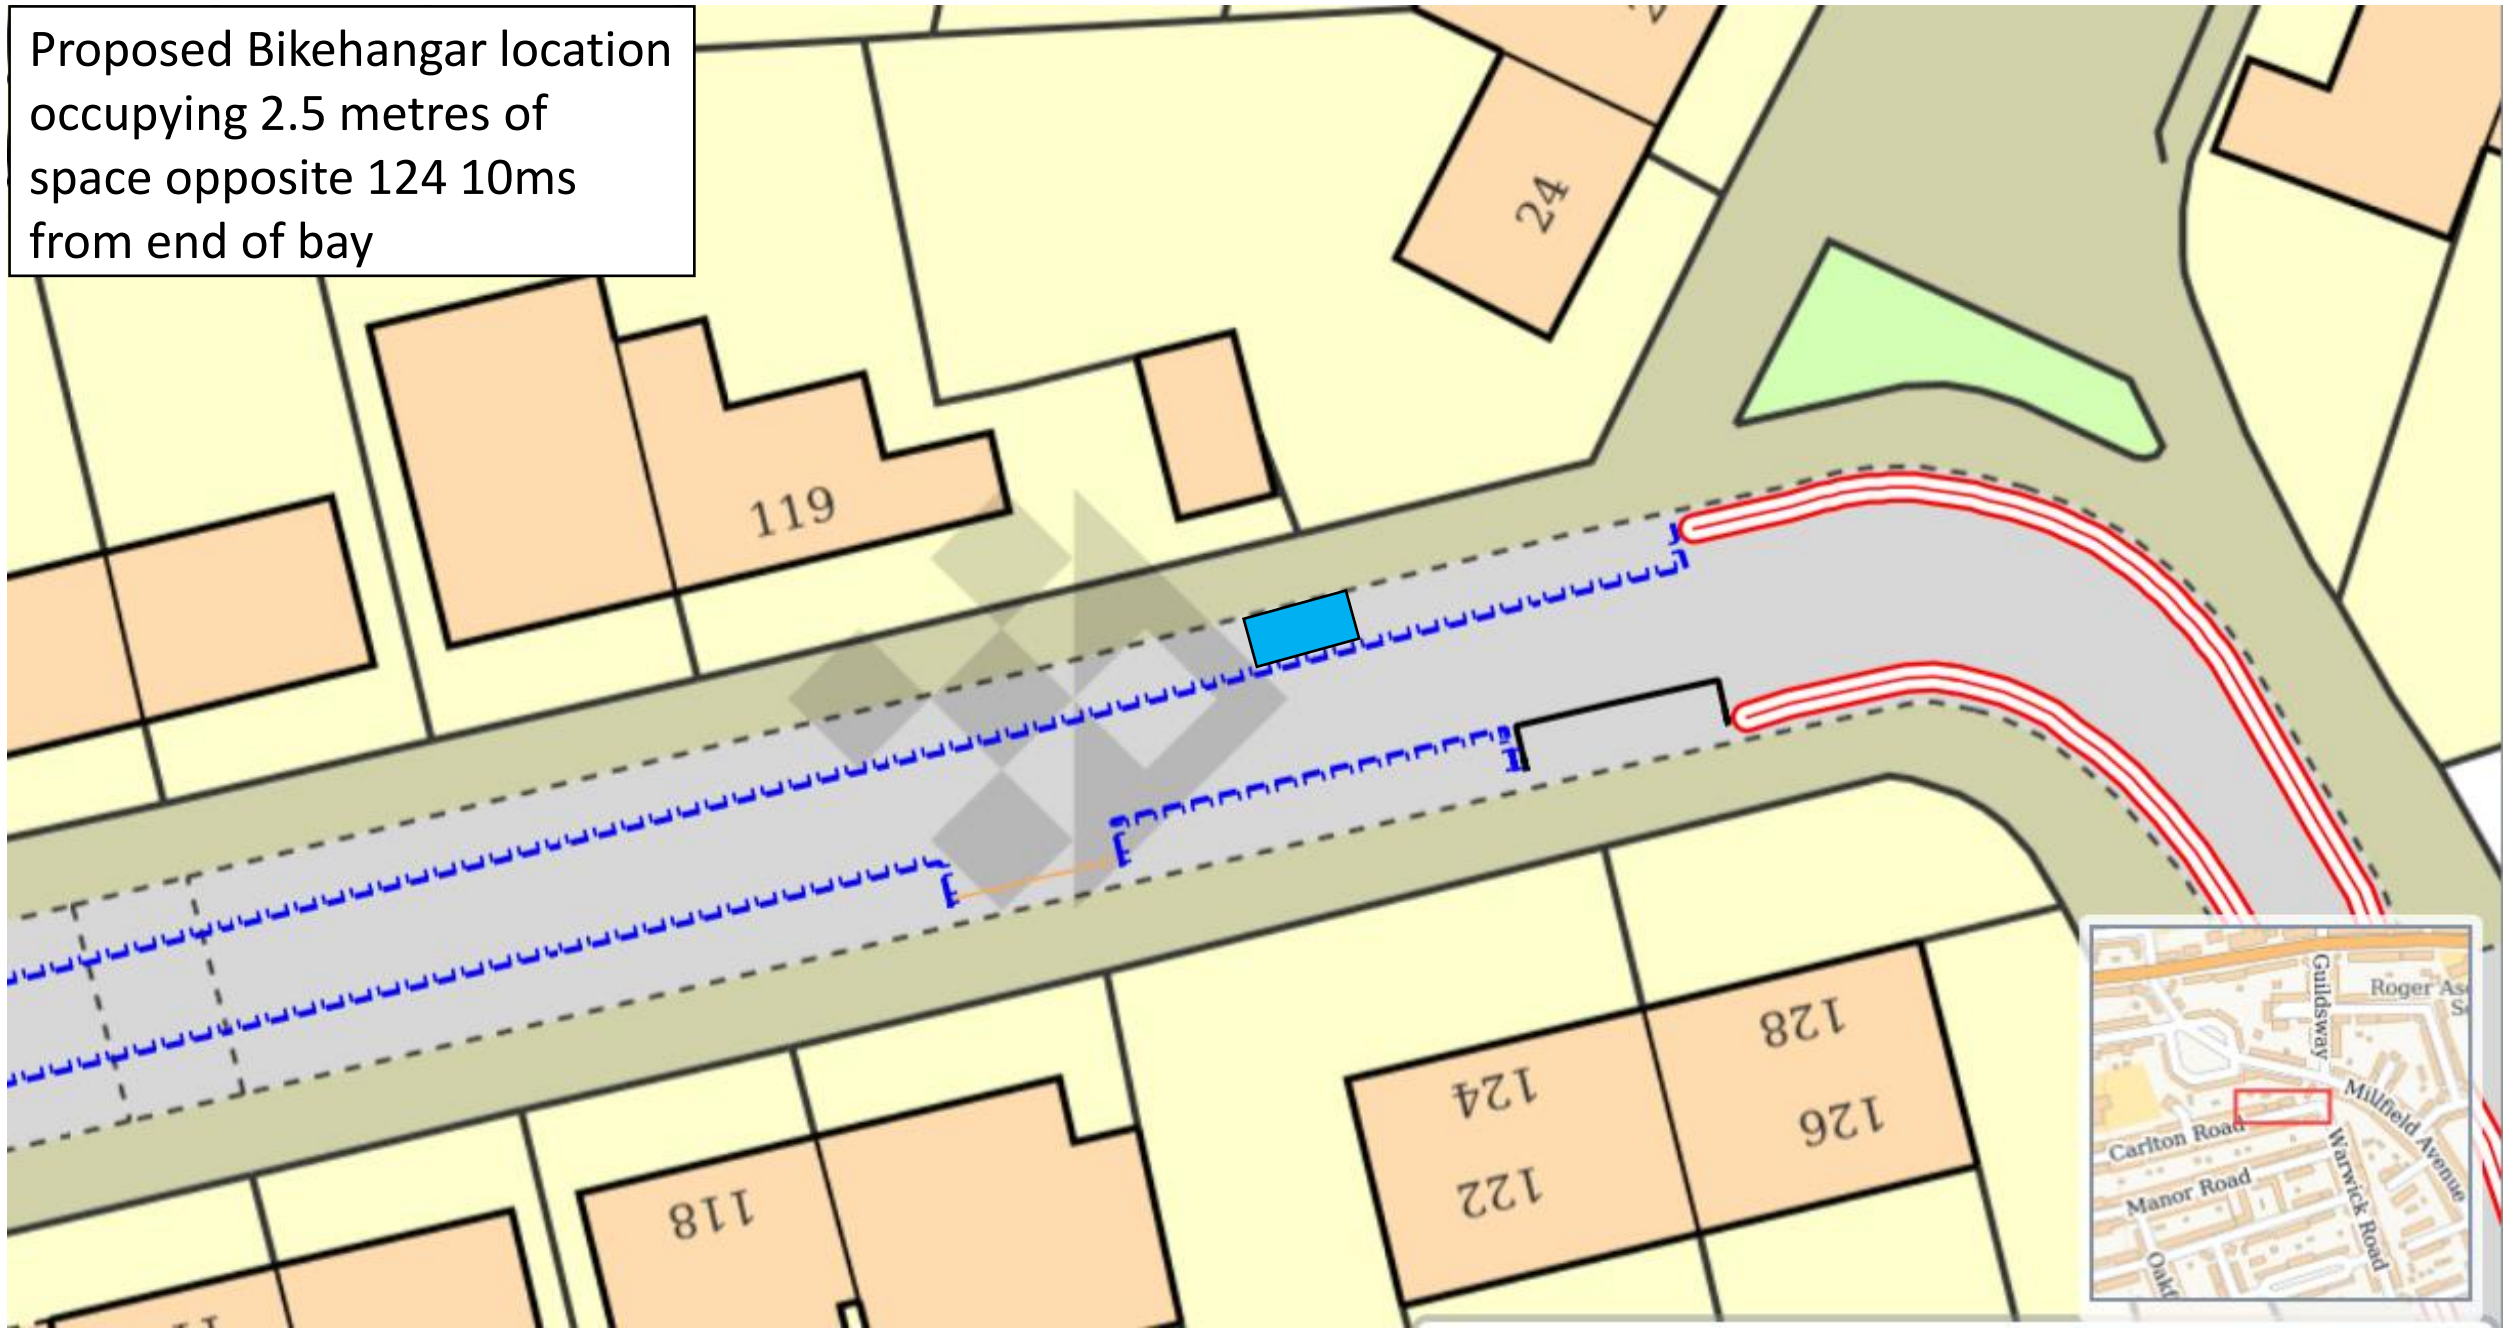 Proposed Bikehangar location
occupying 2.5 metres of
space opposite 124 10ms
from end of bay
24
119
124
128
126
122
118
Guildsway
Roger
Millfield Avenue
Carlton Road
Warwick Road
Manor Road